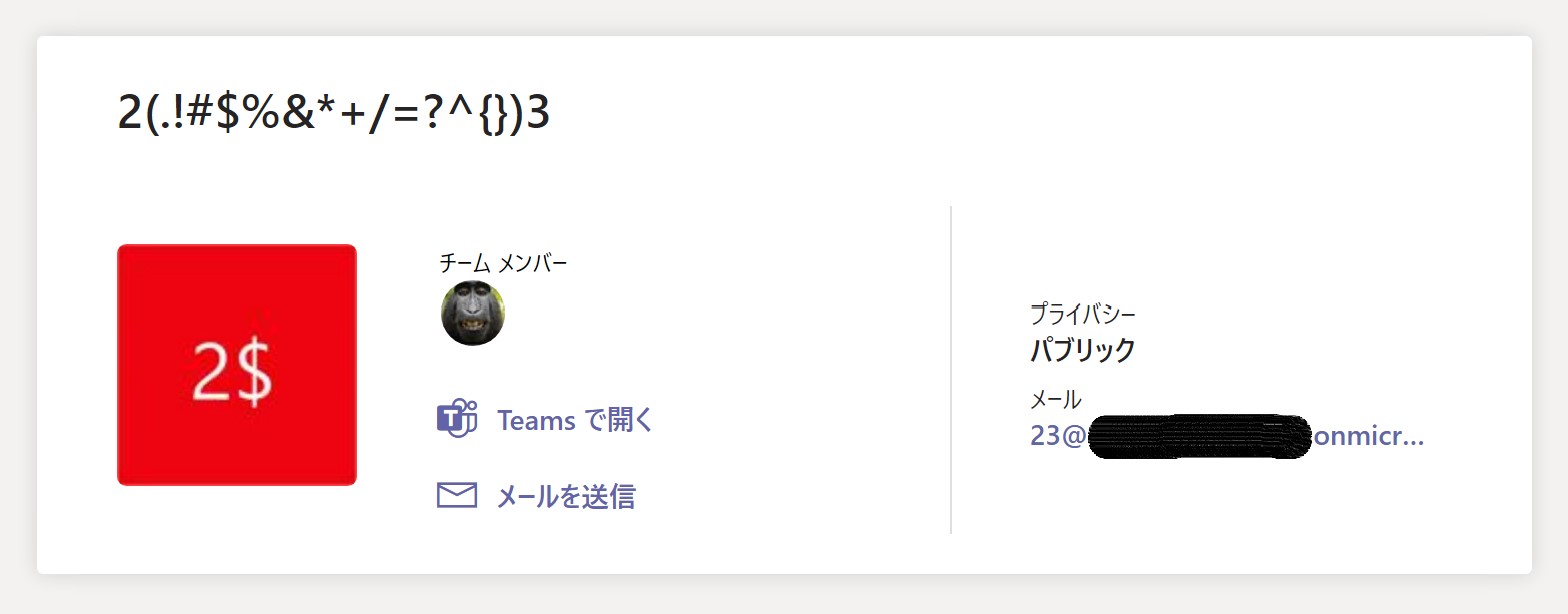 2(.!#$%&*+/=?^{})3
2$
チーム メンバー
Teams で開く
メールを送信
プライバシー
パブリック
メール
23@
onmicr...